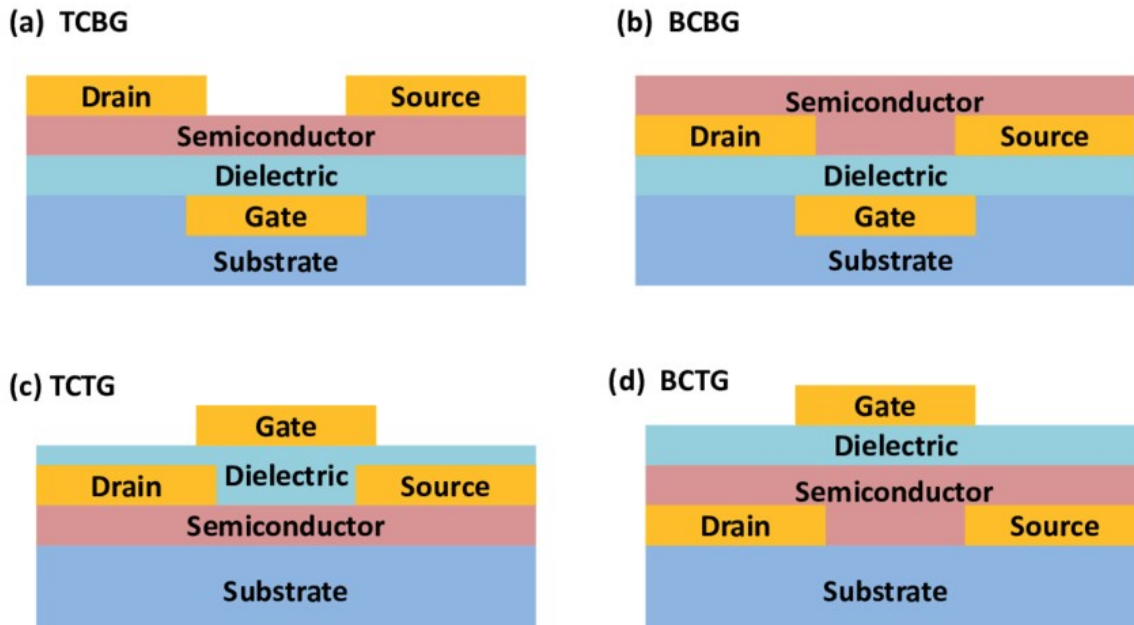 (a) TCBG
Drain
Source
Semiconductor
Dielectric
Gate
Substrate
(b) BCBG
Semiconductor
Drain
Source
Dielectric
Gate
Substrate
(c) TCTG
Gate
Drain
Dielectric
Source
Semiconductor
Substrate
(d) BCTG
Gate
Dielectric
Semiconductor
Drain
Source
Substrate